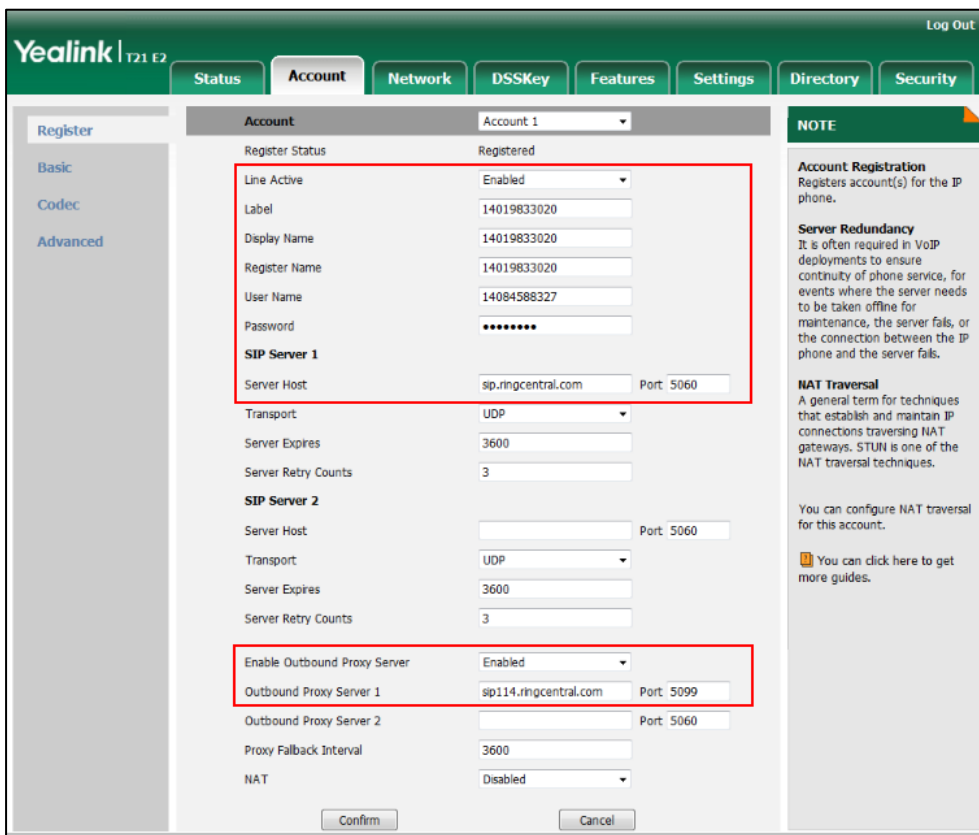 Log Out
Yealink | T21 E2
Status Account Network DSSKey Features Settings Directory Security
Register
Basic
Codec
Advanced
Account Account 1
Register Status Registered
Line Active Enabled
Label 14019833020
Display Name 14019833020
Register Name 14019833020
User Name 14084588327
Password ••••••••
SIP Server 1
Server Host sip.ringcentral.com Port 5060
Transport UDP
Server Expires 3600
Server Retry Counts 3
SIP Server 2
Server Host Port 5060
Transport UDP
Server Expires 3600
Server Retry Counts 3
Enable Outbound Proxy Server Enabled
Outbound Proxy Server 1 sip114.ringcentral.com Port 5099
Outbound Proxy Server 2 Port 5060
Proxy Fallback Interval 3600
NAT Disabled
Confirm Cancel
NOTE
Account Registration
Registers account(s) for the IP
phone.
Server Redundancy
It is often required in VoIP
deployments to ensure
continuity of phone service, for
events where the server needs
to be taken offline for
maintenance, the server fails, or
the connection between the IP
phone and the server fails.
NAT Traversal
A general term for techniques
that establish and maintain IP
connections traversing NAT
gateways. STUN is one of the
NAT traversal techniques.
You can configure NAT traversal
for this account.
You can click here to get
more guides.